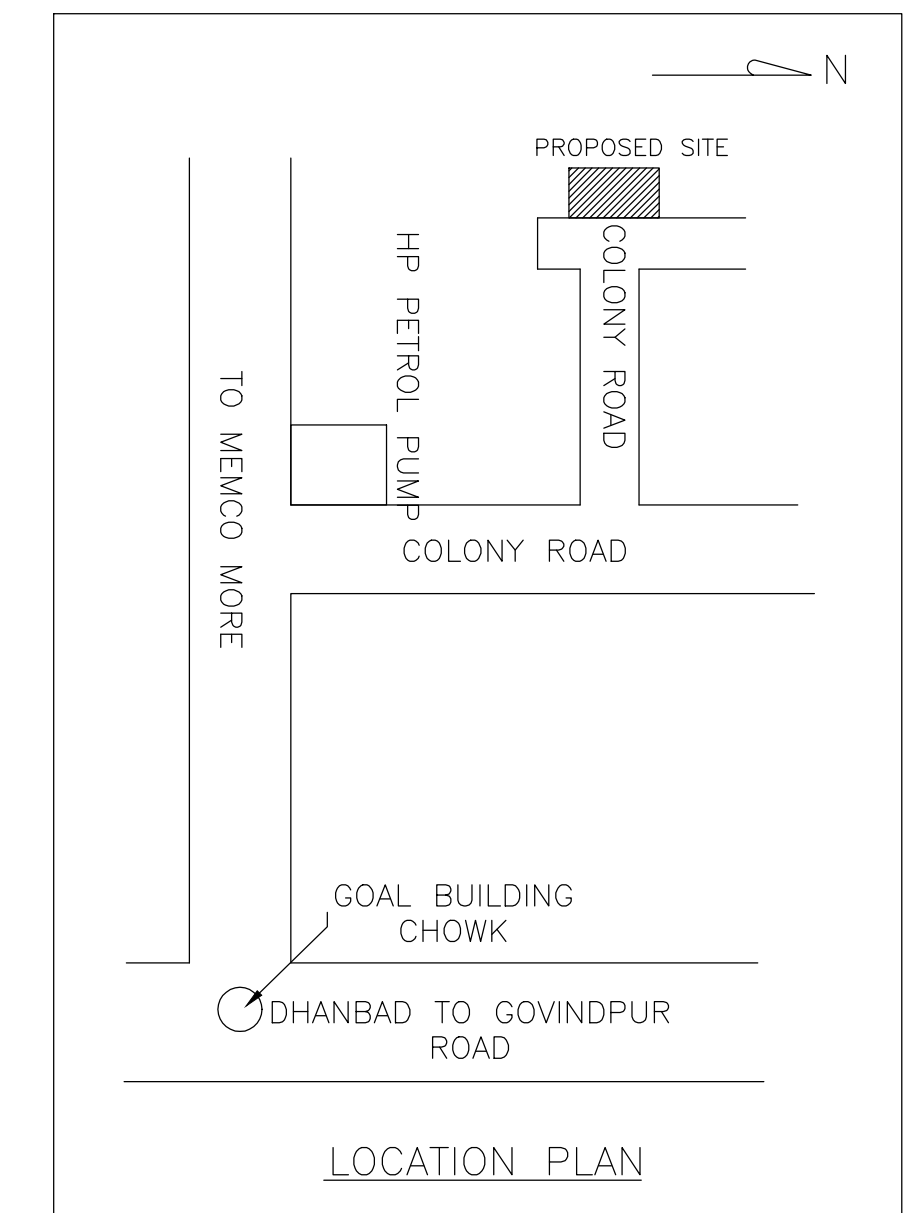 N
PROPOSED SITE
COLONY ROAD
HP PETROL PUMP
TO MEMCO MORE
COLONY ROAD
GOAL BUILDING
CHOWK
DHANBAD TO GOVINDPUR
ROAD
LOCATION PLAN